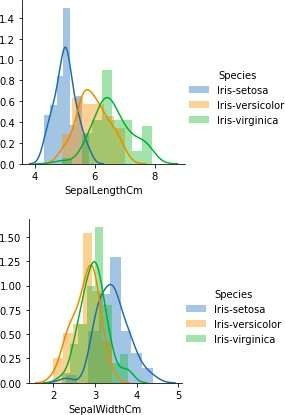 1.4
1.2
1.0
0.8
0.6
0.4
0.2
0.0
4 6 8
SepalLengthCm
Species
Iris-setosa
Iris-versicolor
Iris-virginica
1.50
1.25
1.00
0.75
0.50
0.25
0.00
2 3 4 5
SepalWidthCm
Species
Iris-setosa
Iris-versicolor
Iris-virginica